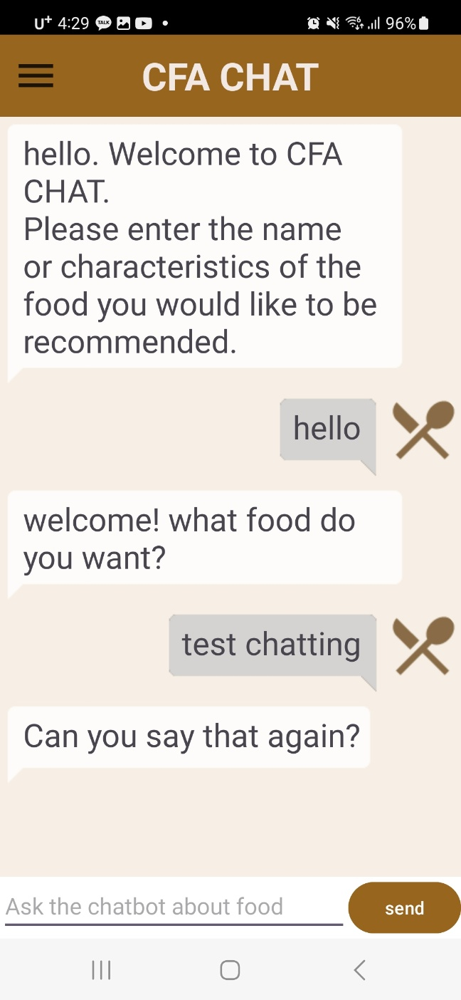 U+ 4:29 TALK 96%
CFA CHAT
hello. Welcome to CFA
CHAT.
Please enter the name
or characteristics of the
food you would like to be
recommended.
hello
welcome! what food do
you want?
test chatting
Can you say that again?
Ask the chatbot about food
send